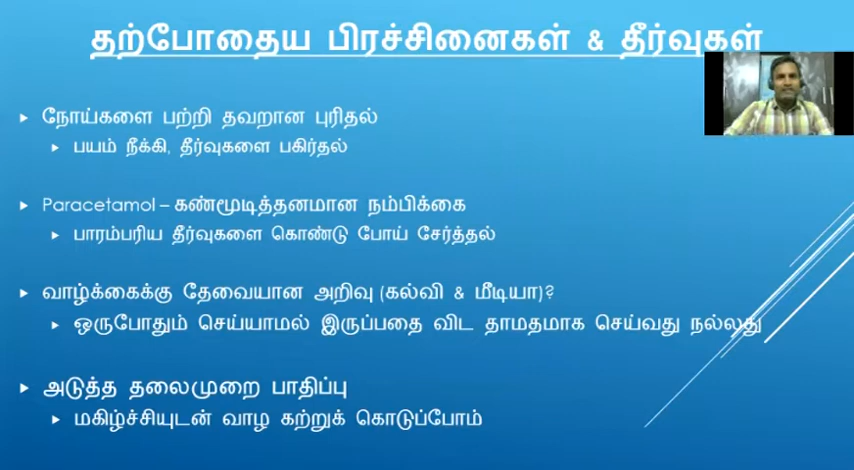 தற்போதைய பிரச்சினைகள் & தீர்வுகள்
நோய்களை பற்றி தவறான புரிதல்
பயம் நீக்கி, தீர்வுகளை பகிர்தல்
Paracetamol – கண்மூடித்தனமான நம்பிக்கை
பாரம்பரிய தீர்வுகளை கொண்டு போய் சேர்த்தல்
வாழ்க்கைக்கு தேவையான அறிவு (கல்வி & மீடியா)?
ஒருபோதும் செய்யாமல் இருப்பதை விட தாமதமாக செய்வது நல்லது
அடுத்த தலைமுறை பாதிப்பு
மகிழ்ச்சியுடன் வாழ கற்றுக் கொடுப்போம்